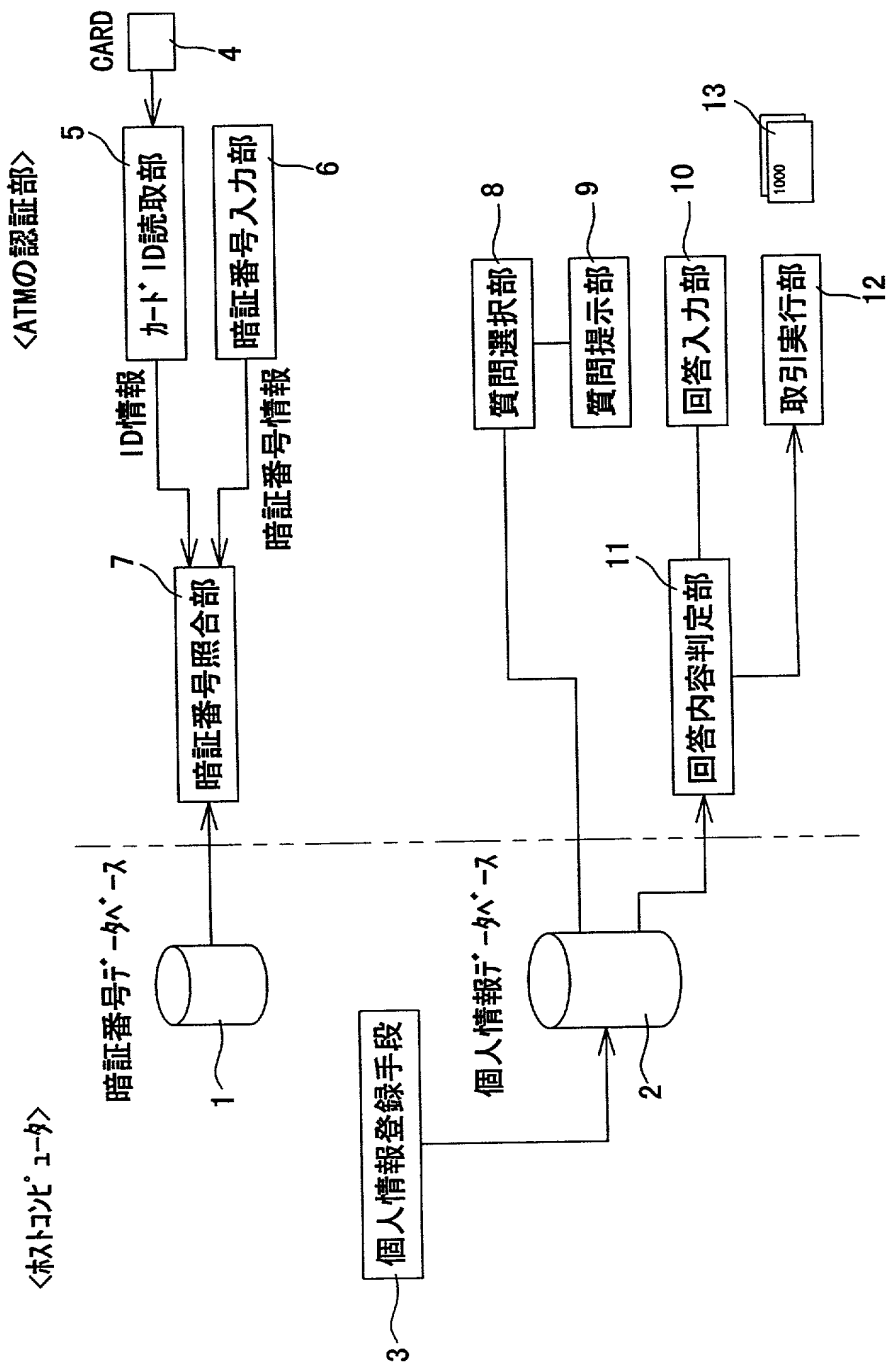 <ホストコンピュータ>
<ATMの認証部>
暗証番号データベース
1
暗証番号照合部
7
ID情報
暗証番号情報
カードID読取部
5
CARD
4
暗証番号入力部
6
個人情報登録手段
3
個人情報データベース
2
質問選択部
8
質問提示部
9
回答入力部
10
回答内容判定部
11
取引実行部
12
1000
13